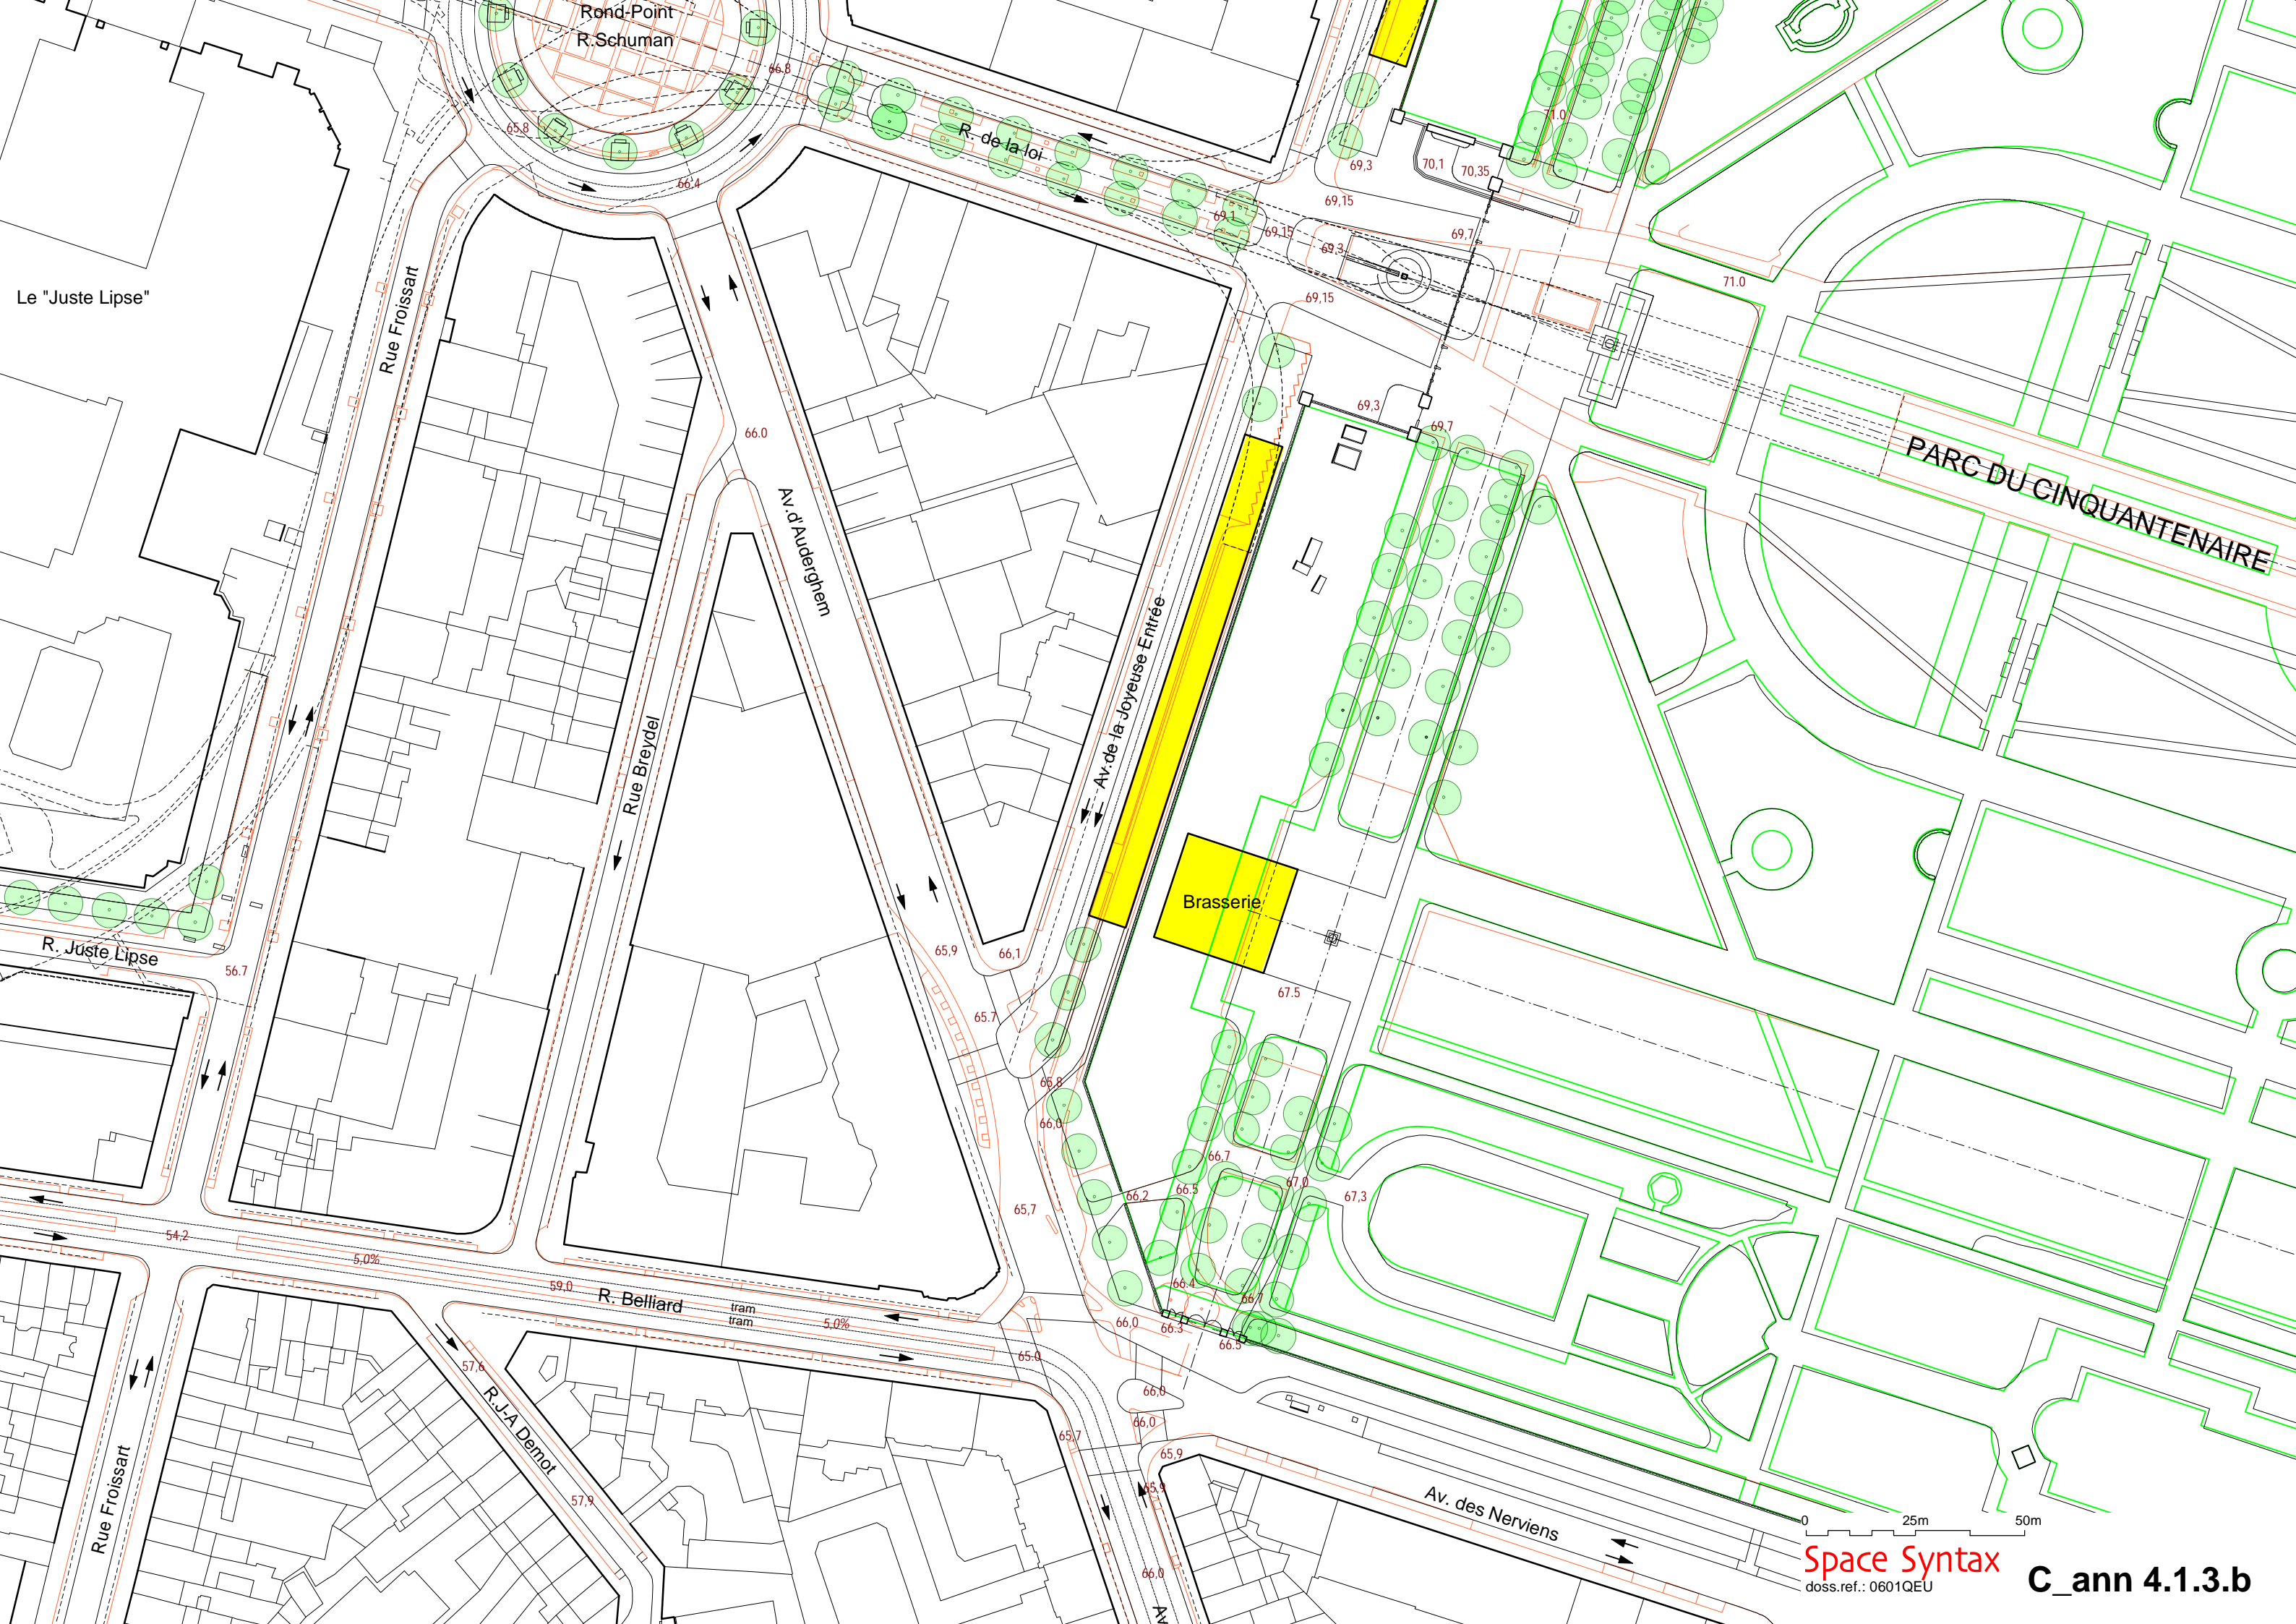 Rond-Point
R.Schuman
66.8
65.8
66.4
R. de la loi
71.0
69,3
70,1
70,35
69,15
69,1
69,15
69,3
69,7
69,15
71.0
Le "Juste Lipse"
Rue Froissart
69,3
69,7
66.0
PARC DU CINQUANTENAIRE
Av.d'Auderghem
Av.de la Joyeuse Entrée
Rue Breydel
Brasserie
R. Juste Lipse
56.7
65,9
66,1
67.5
65.7
65.8
66,0
66.7
66,2
66.5
67,0
67,3
65,7
54,2
5,0%
59,0
R. Belliard
tram
tram
5,0%
66.4
66.7
66,0
66.3
66.5
65.0
57,6
R.J-A Demot
66,0
66,0
65,7
65,9
65,9
57,9
Rue Froissart
Av. des Nerviens
66,0
Av
0 25m 50m
Space Syntax
doss.ref.: 0601QEU
C_ann 4.1.3.b